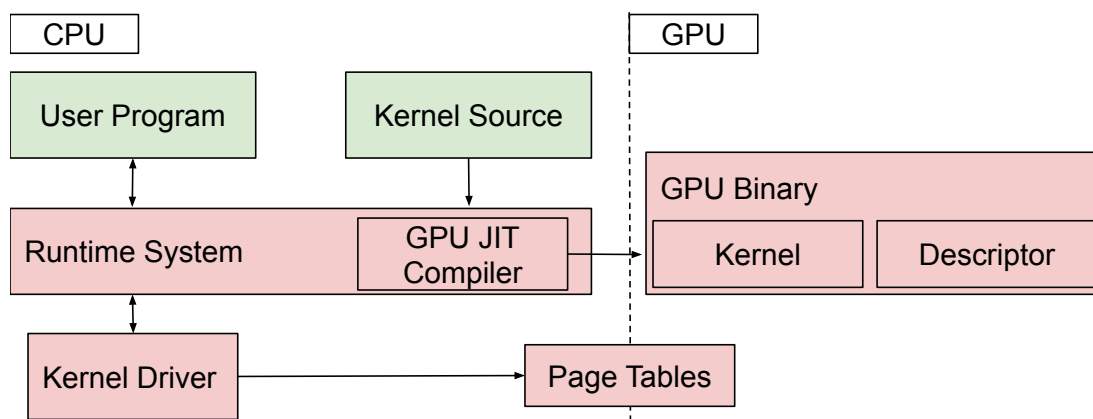 CPU
GPU
User Program
Kernel Source
GPU Binary
Runtime System
GPU JIT
Compiler
Kernel
Descriptor
Kernel Driver
Page Tables